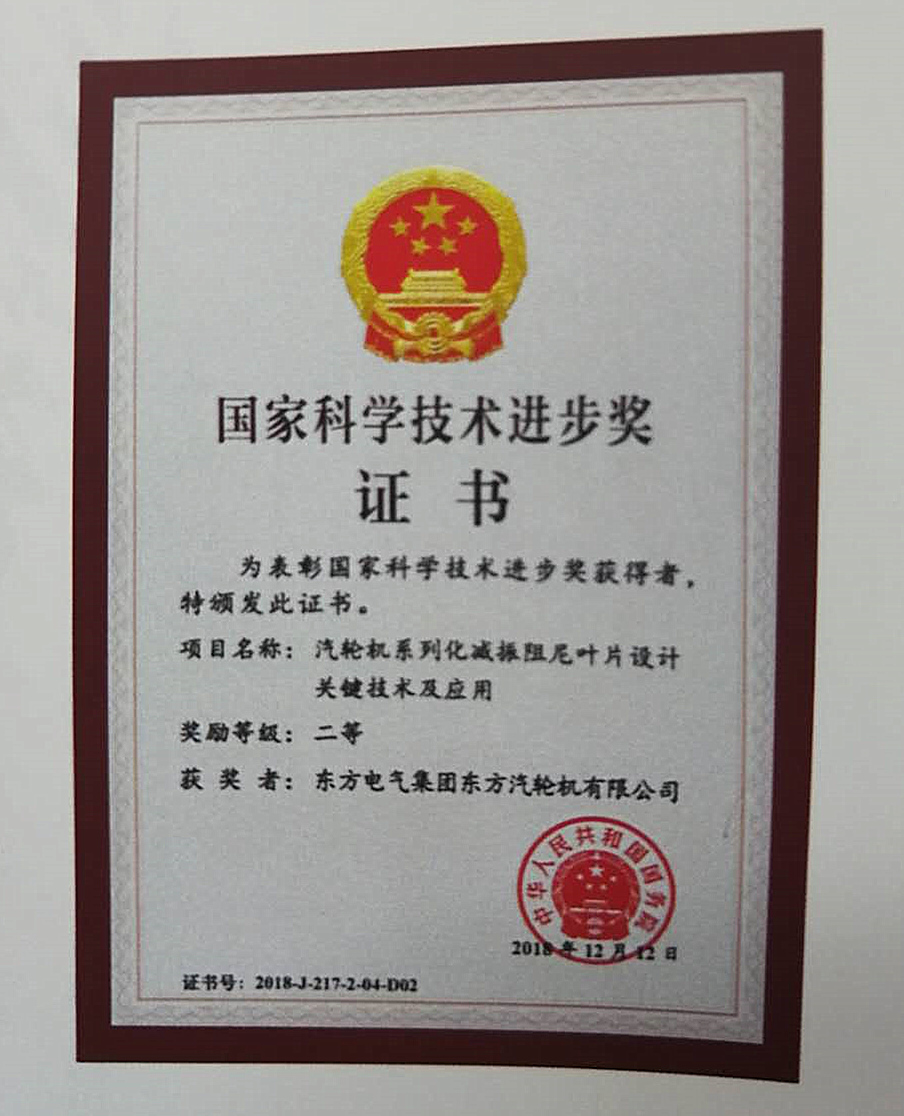 国家科学技术进步奖
证 书
为表彰国家科学技术进步奖获得者,
特颁发此证书。
项目名称: 汽轮机系列化减振阻尼叶片设计
关键技术及应用
奖励等级: 二等
获 奖 者: 东方电气集团东方汽轮机有限公司
中华人民共和国国务院
2018 年 12 月 12 日
证书号: 2018-J-217-2-04-D02